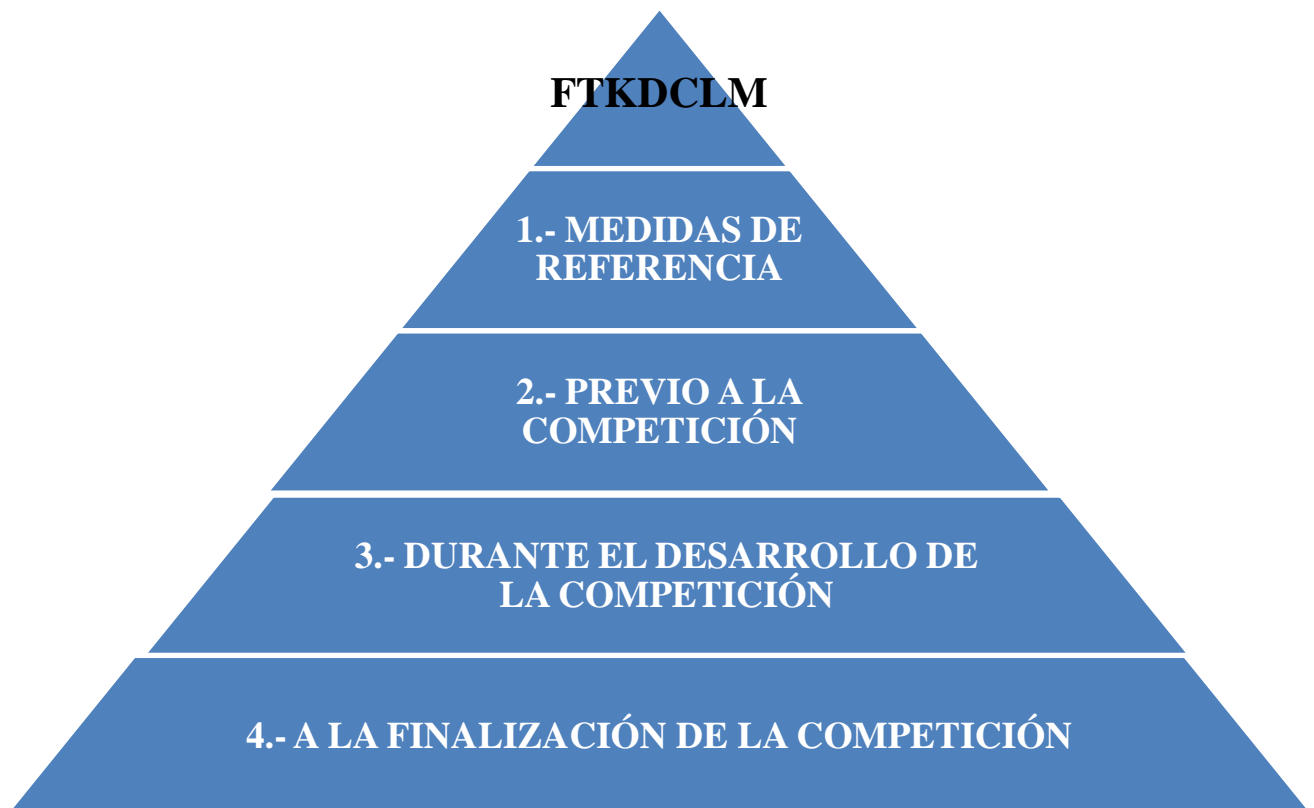 FTKDCLM
1.- MEDIDAS DE
REFERENCIA
2.- PREVIO A LA
COMPETICIÓN
3.- DURANTE EL DESARROLLO DE
LA COMPETICIÓN
4.- A LA FINALIZACIÓN DE LA COMPETICIÓN